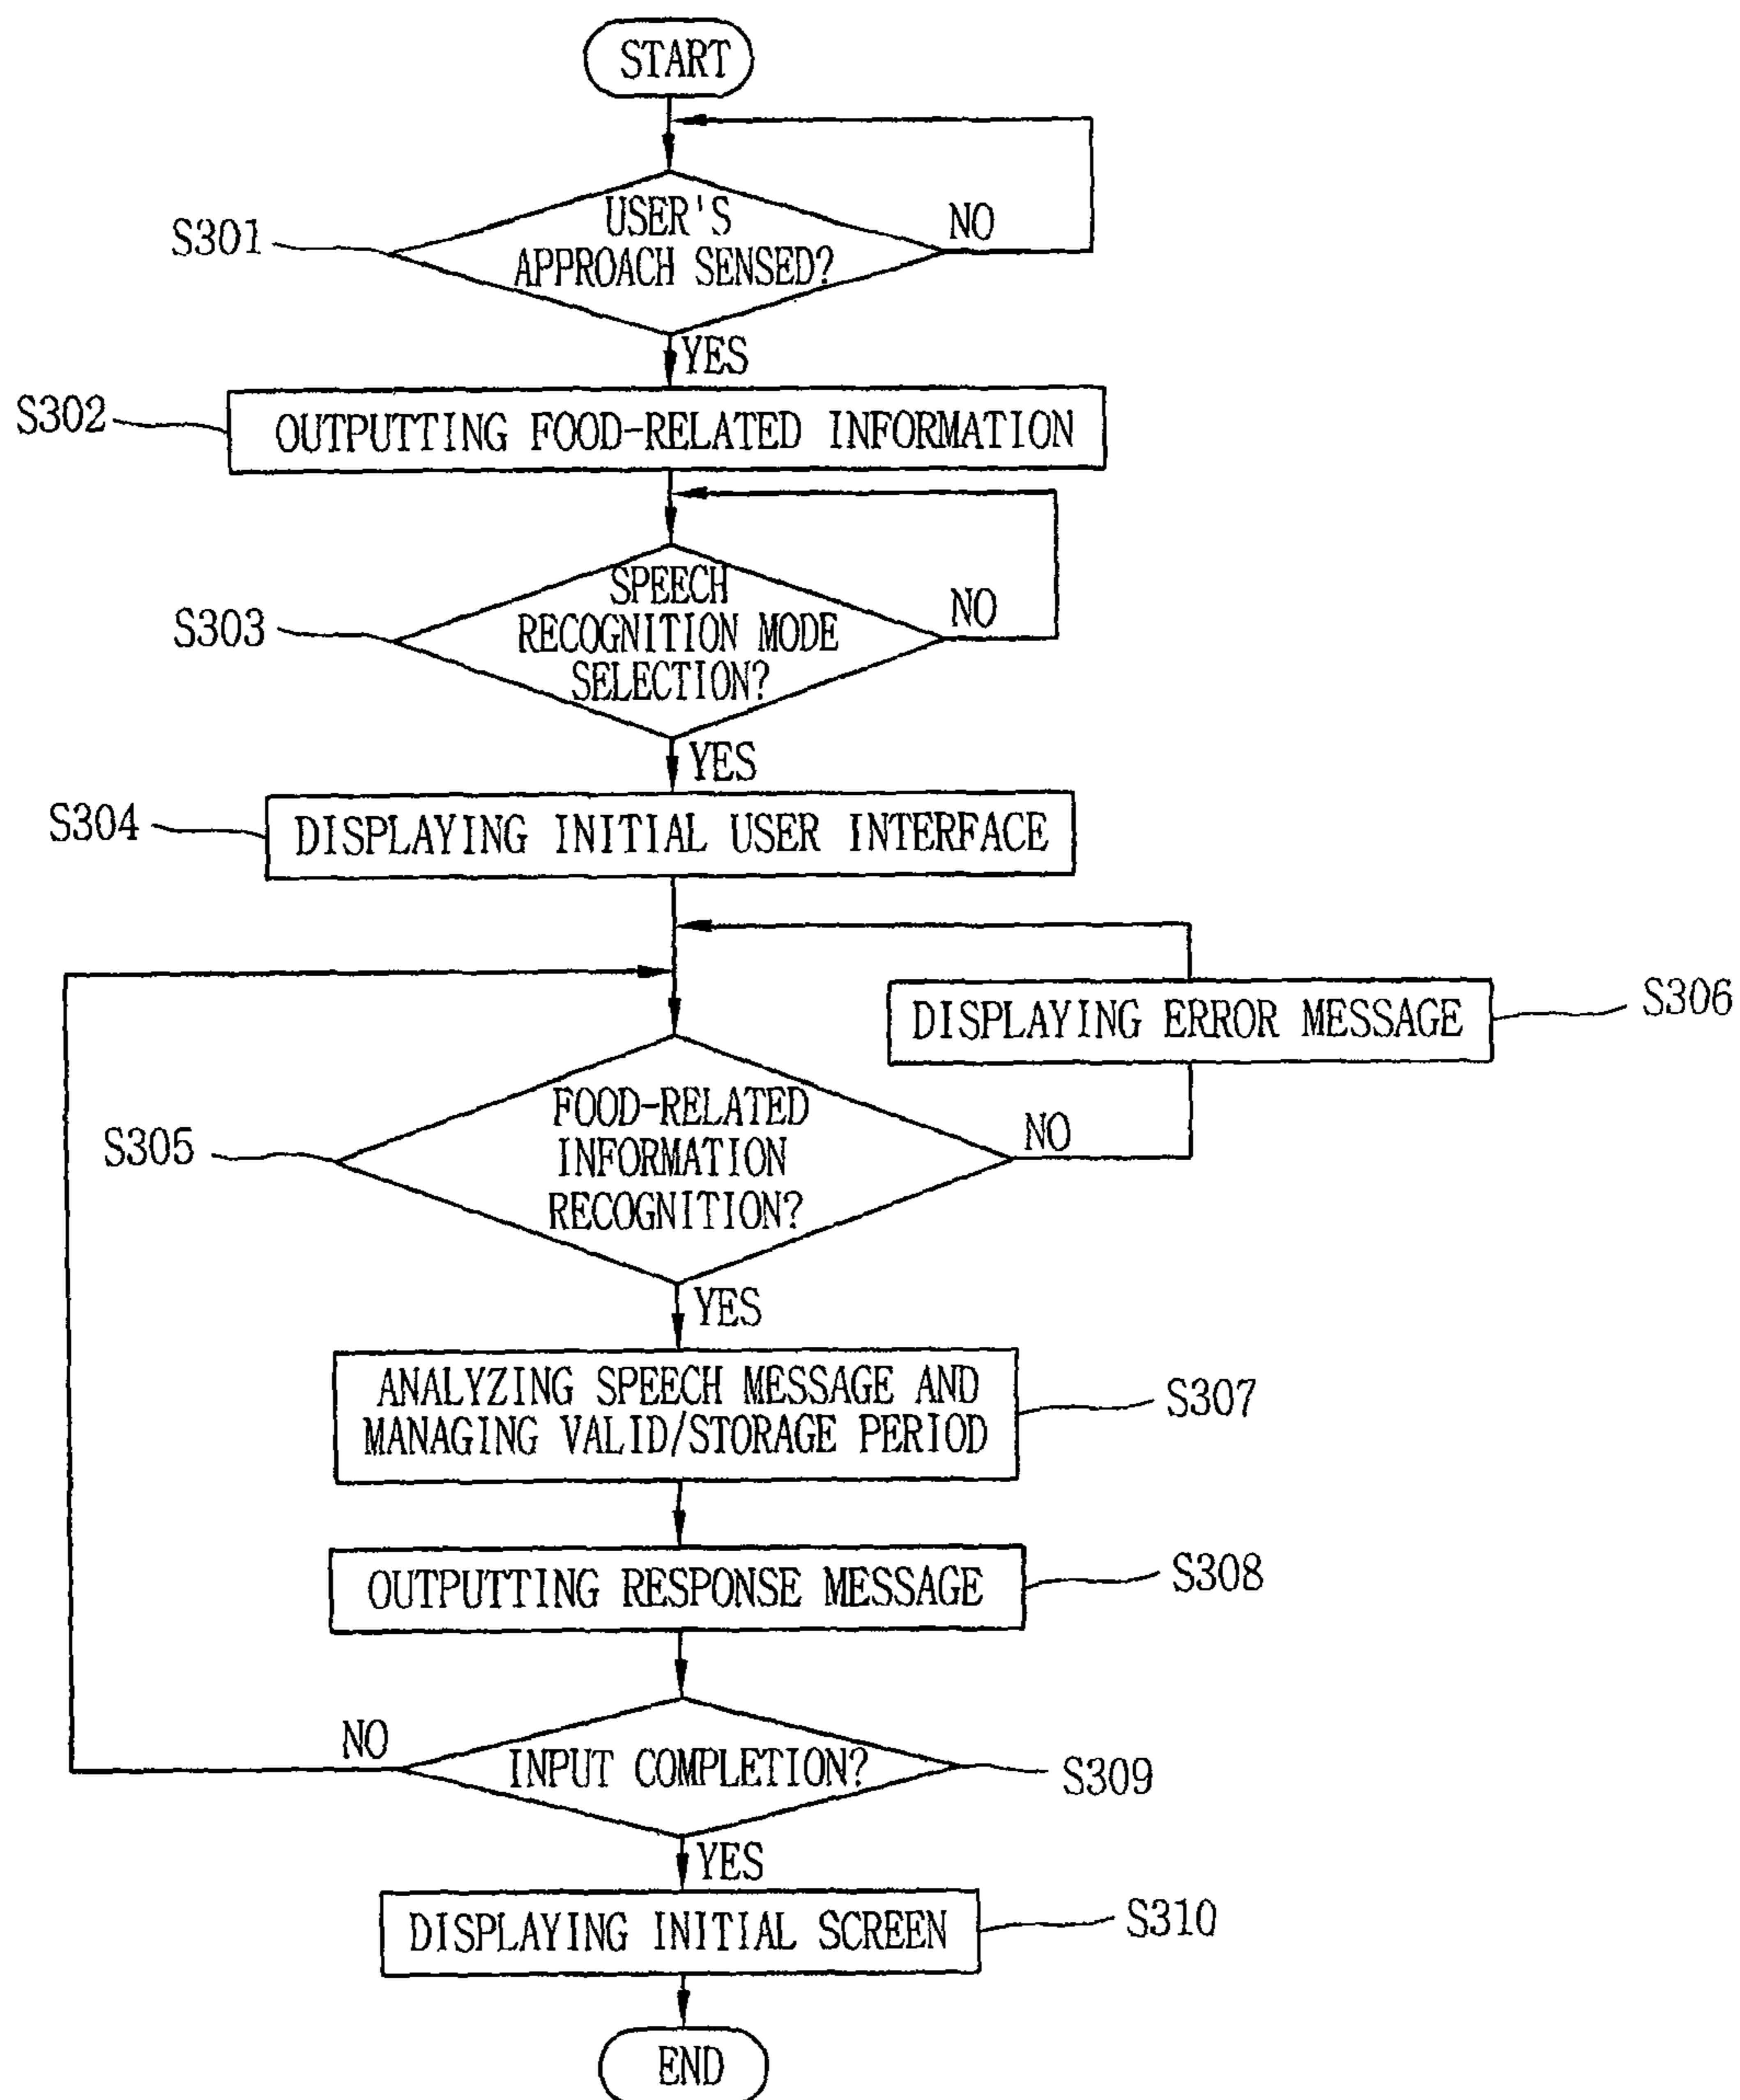 START
S301
USER'S
APPROACH SENSED?
NO
YES
S302
OUTPUTTING FOOD-RELATED INFORMATION
S303
SPEECH
RECOGNITION MODE
SELECTION?
NO
YES
S304
DISPLAYING INITIAL USER INTERFACE
DISPLAYING ERROR MESSAGE
S306
S305
FOOD-RELATED
INFORMATION
RECOGNITION?
NO
YES
ANALYZING SPEECH MESSAGE AND
MANAGING VALID/STORAGE PERIOD
S307
OUTPUTTING RESPONSE MESSAGE
S308
NO
INPUT COMPLETION?
S309
YES
DISPLAYING INITIAL SCREEN
S310
END